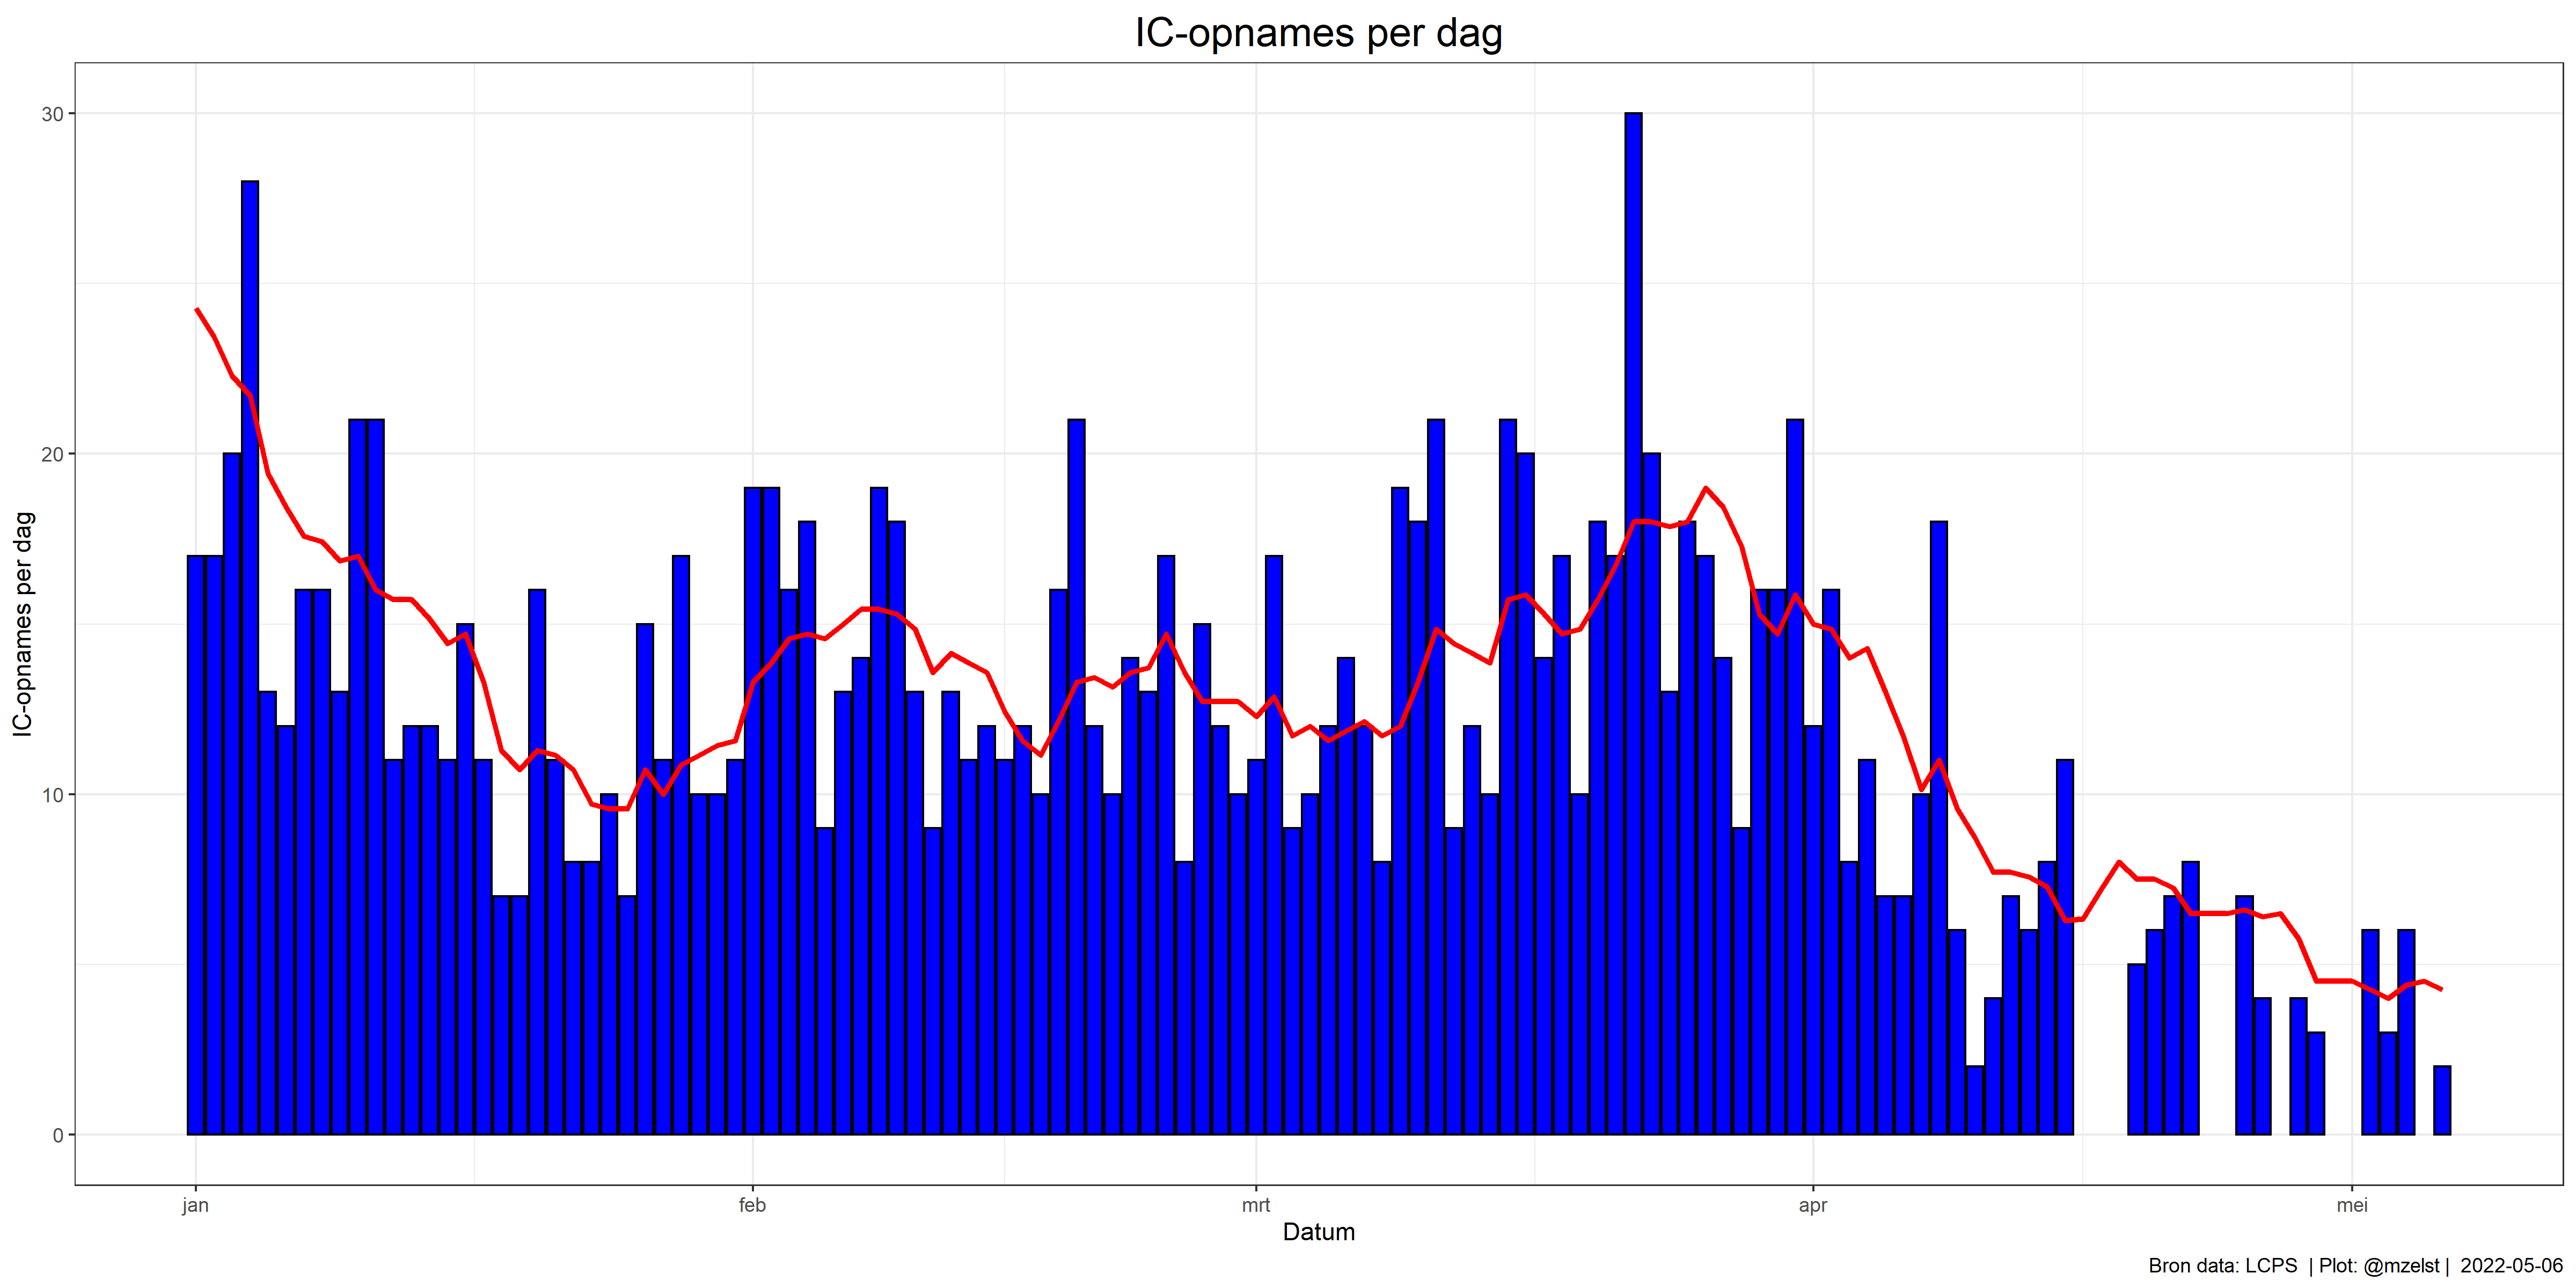 IC-opnames per dag
IC-opnames per dag
30
20
10
0
jan feb mrt apr mei
Datum
Bron data: LCPS | Plot: @mzelst | 2022-05-06